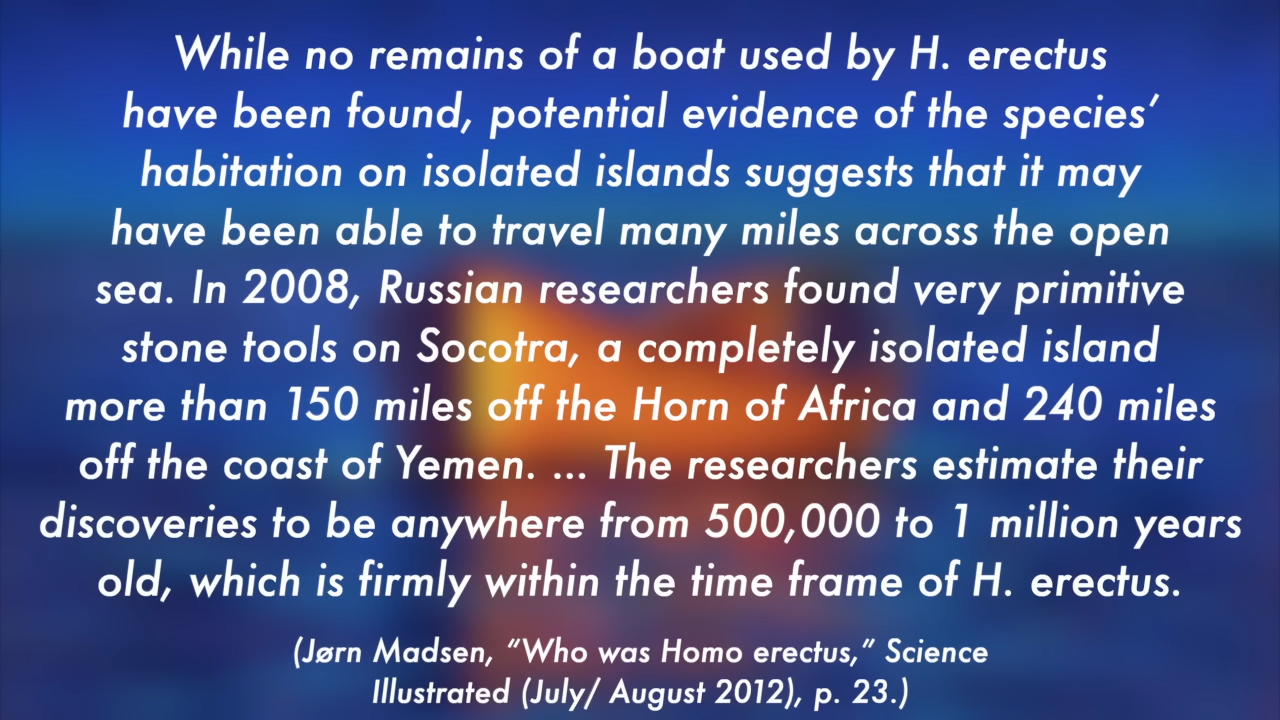 While no remains of a boat used by H. erectus
have been found, potential evidence of the species’
habitation on isolated islands suggests that it may
have been able to travel many miles across the open
sea. In 2008, Russian researchers found very primitive
stone tools on Socotra, a completely isolated island
more than 150 miles off the Horn of Africa and 240 miles
off the coast of Yemen. ... The researchers estimate their
discoveries to be anywhere from 500,000 to 1 million years
old, which is firmly within the time frame of H. erectus.
(Jørn Madsen, “Who was Homo erectus,” Science
Illustrated (July/ August 2012), p. 23.)